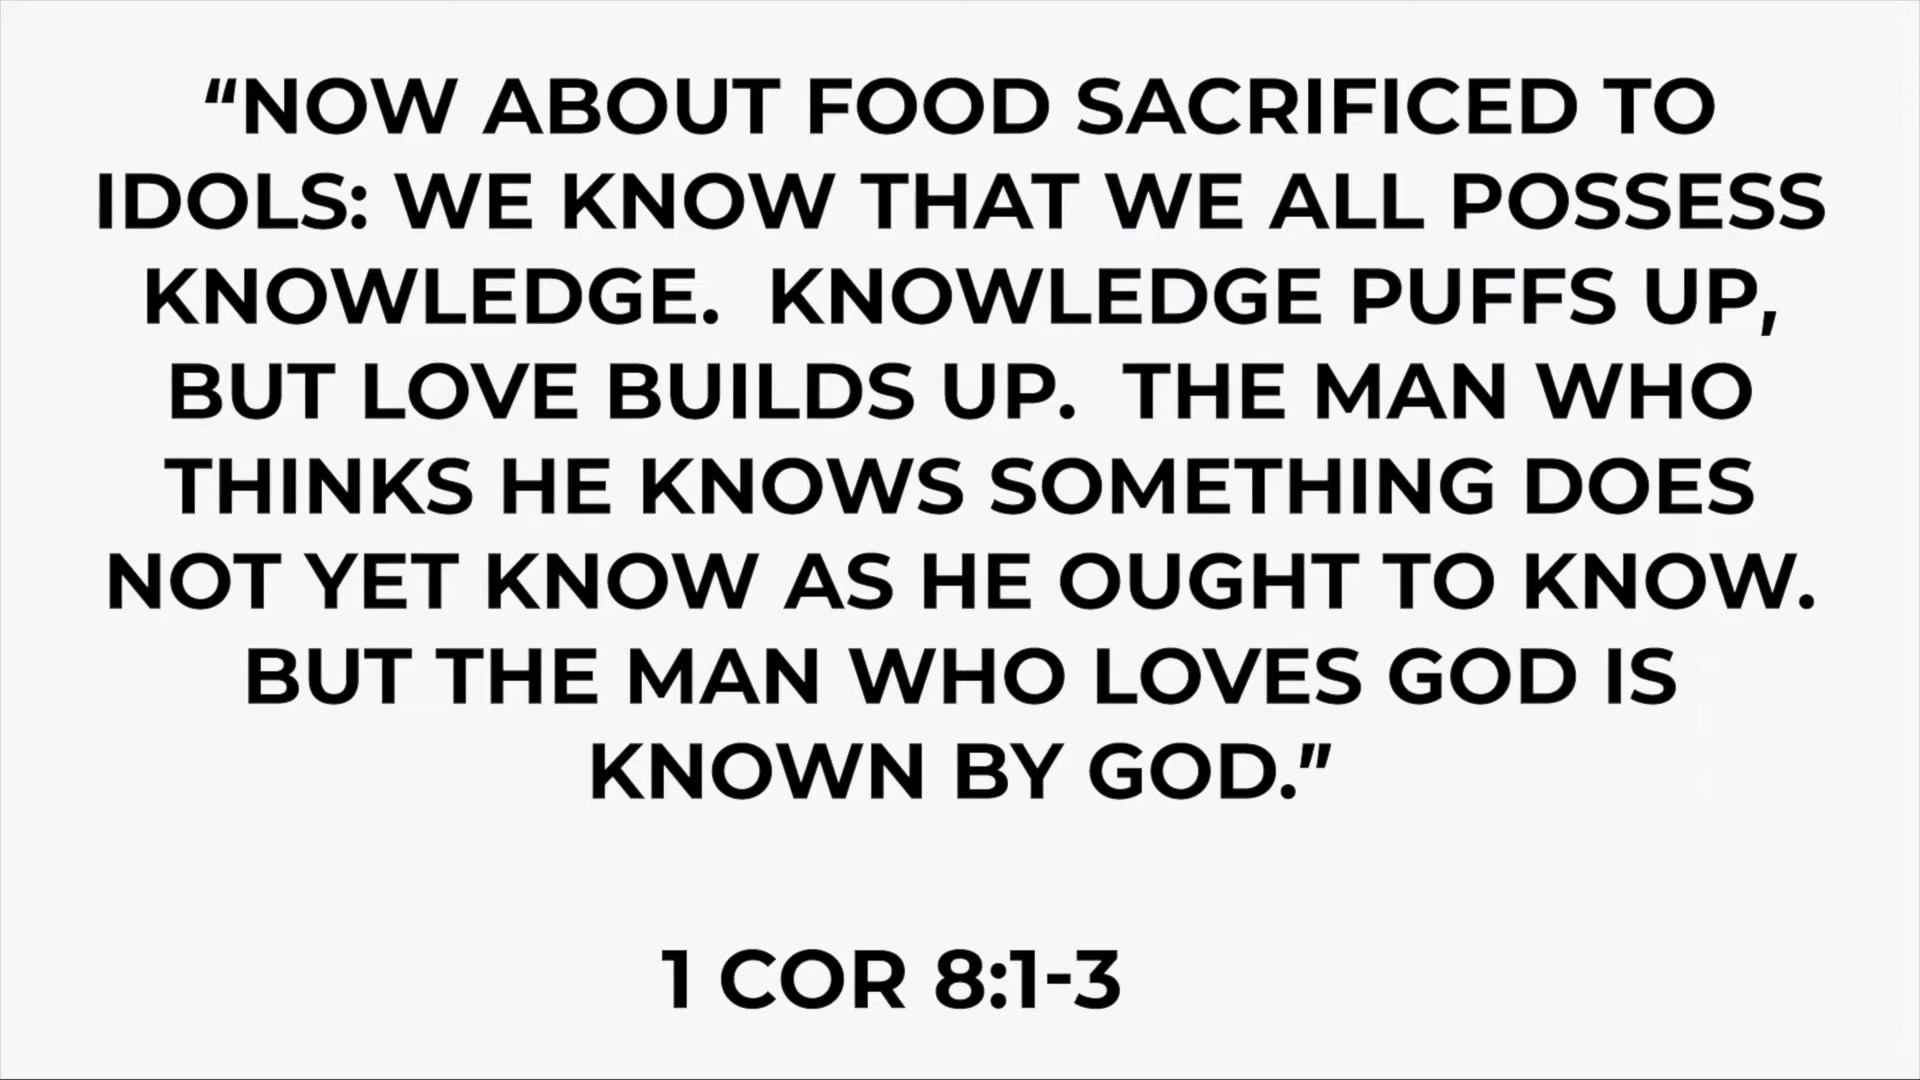 “NOW ABOUT FOOD SACRIFICED TO
IDOLS: WE KNOW THAT WE ALL POSSESS
KNOWLEDGE.  KNOWLEDGE PUFFS UP,
BUT LOVE BUILDS UP.  THE MAN WHO
THINKS HE KNOWS SOMETHING DOES
NOT YET KNOW AS HE OUGHT TO KNOW.
BUT THE MAN WHO LOVES GOD IS
KNOWN BY GOD.”
1 COR 8:1-3